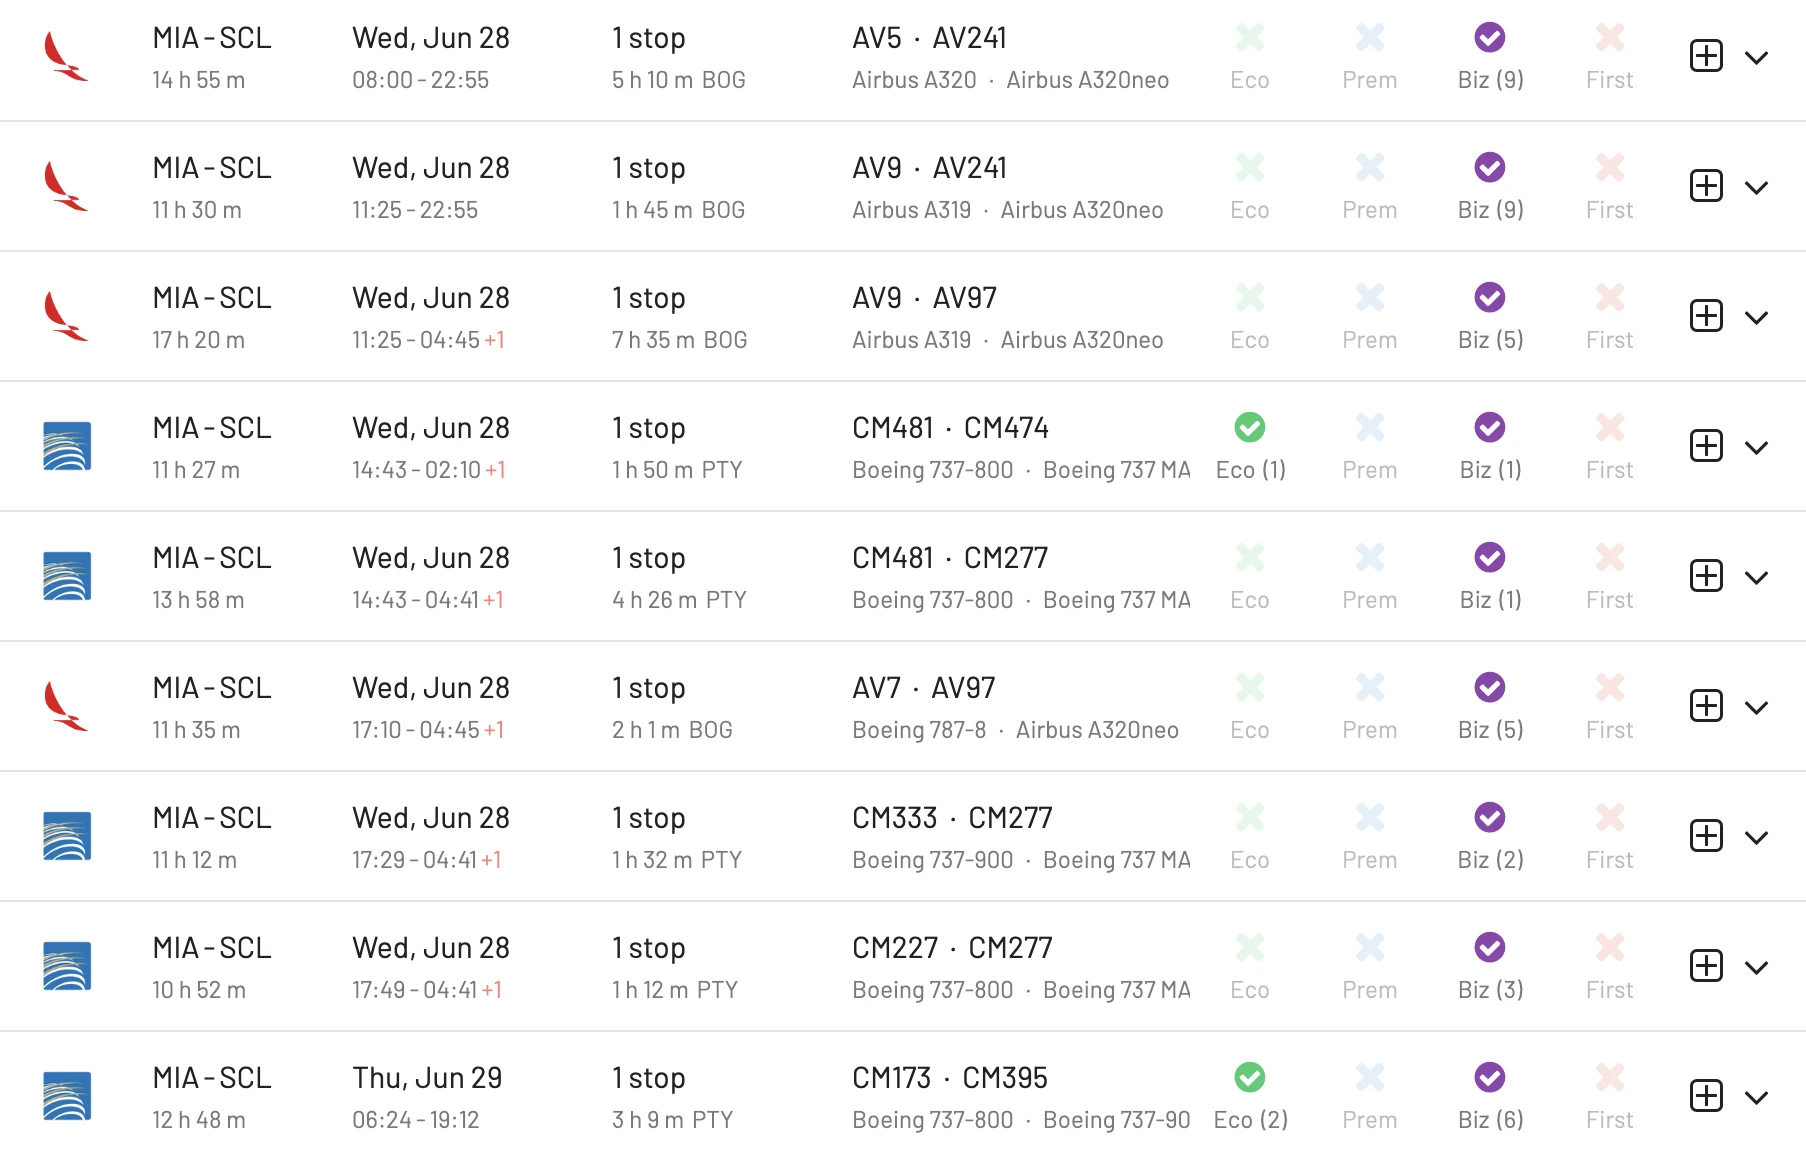 MIA - SCL Wed, Jun 28 1 stop AV5 · AV241
14 h 55 m 08:00 - 22:55 5 h 10 m BOG Airbus A320 · Airbus A320neo Eco Prem Biz (9) First
MIA - SCL Wed, Jun 28 1 stop AV9 · AV241
11 h 30 m 11:25 - 22:55 1 h 45 m BOG Airbus A319 · Airbus A320neo Eco Prem Biz (9) First
MIA - SCL Wed, Jun 28 1 stop AV9 · AV97
17 h 20 m 11:25 - 04:45 +1 7 h 35 m BOG Airbus A319 · Airbus A320neo Eco Prem Biz (5) First
MIA - SCL Wed, Jun 28 1 stop CM481 · CM474
11 h 27 m 14:43 - 02:10 +1 1 h 50 m PTY Boeing 737-800 · Boeing 737 MA Eco (1) Prem Biz (1) First
MIA - SCL Wed, Jun 28 1 stop CM481 · CM277
13 h 58 m 14:43 - 04:41 +1 4 h 26 m PTY Boeing 737-800 · Boeing 737 MA Eco Prem Biz (1) First
MIA - SCL Wed, Jun 28 1 stop AV7 · AV97
11 h 35 m 17:10 - 04:45 +1 2 h 1 m BOG Boeing 787-8 · Airbus A320neo Eco Prem Biz (5) First
MIA - SCL Wed, Jun 28 1 stop CM333 · CM277
11 h 12 m 17:29 - 04:41 +1 1 h 32 m PTY Boeing 737-900 · Boeing 737 MA Eco Prem Biz (2) First
MIA - SCL Wed, Jun 28 1 stop CM227 · CM277
10 h 52 m 17:49 - 04:41 +1 1 h 12 m PTY Boeing 737-800 · Boeing 737 MA Eco Prem Biz (3) First
MIA - SCL Thu, Jun 29 1 stop CM173 · CM395
12 h 48 m 06:24 - 19:12 3 h 9 m PTY Boeing 737-800 · Boeing 737-90 Eco (2) Prem Biz (6) First